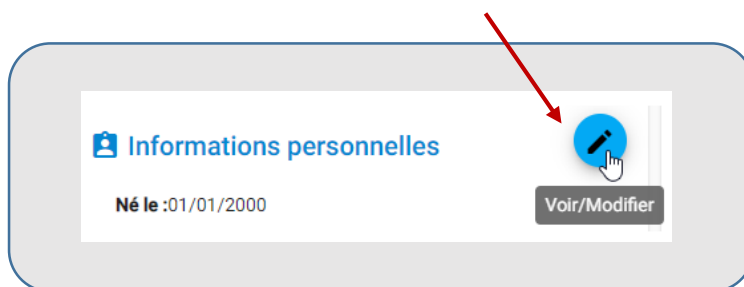 Informations personnelles
Né le :01/01/2000
Voir/Modifier